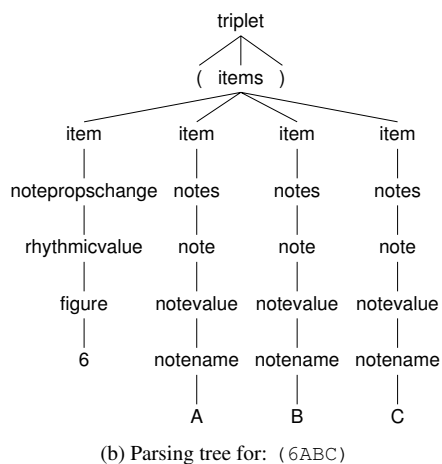 triplet
( items )
item item item item
notepropschange notes notes notes
rhythmicvalue note note note
figure notevalue notevalue notevalue
6 notename notename notename
A B C
(b) Parsing tree for: (6ABC)